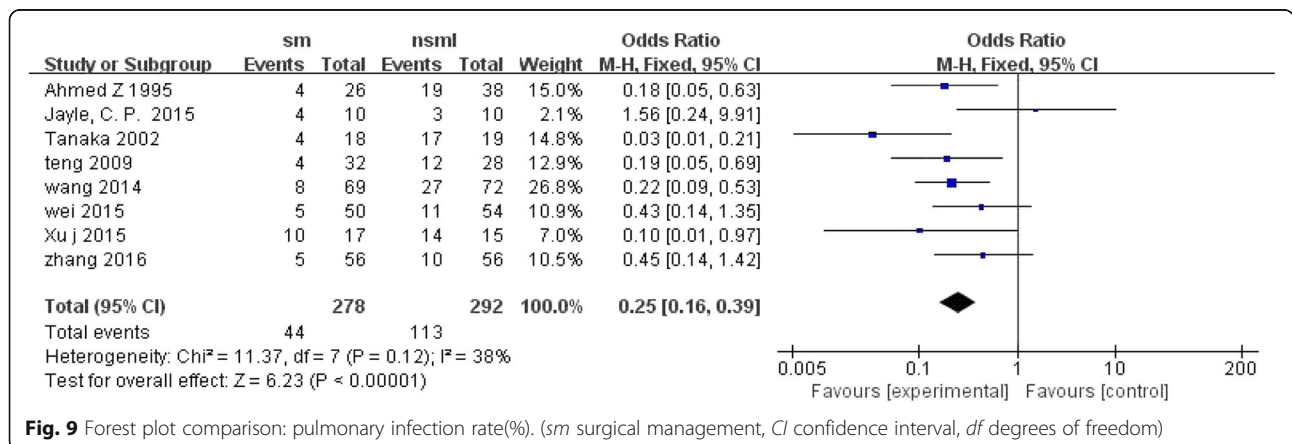 sm nsml Odds Ratio Odds Ratio
Study or Subgroup Events Total Events Total Weight M-H, Fixed, 95% CI M-H, Fixed, 95% CI
Ahmed Z 1995 4 26 19 38 15.0% 0.18 [0.05, 0.63]
Jayle, C. P. 2015 4 10 3 10 2.1% 1.56 [0.24, 9.91]
Tanaka 2002 4 18 17 19 14.8% 0.03 [0.01, 0.21]
teng 2009 4 32 12 28 12.9% 0.19 [0.05, 0.69]
wang 2014 8 69 27 72 26.8% 0.22 [0.09, 0.53]
wei 2015 5 50 11 54 10.9% 0.43 [0.14, 1.35]
Xu j 2015 10 17 14 15 7.0% 0.10 [0.01, 0.97]
zhang 2016 5 56 10 56 10.5% 0.45 [0.14, 1.42]
Total (95% CI) 278 292 100.0% 0.25 [0.16, 0.39]
Total events 44 113
Heterogeneity: Chi² = 11.37, df = 7 (P = 0.12); I² = 38%
Test for overall effect: Z = 6.23 (P < 0.00001)
0.005 0.1 1 10 200
Favours [experimental] Favours [control]
Fig. 9 Forest plot comparison: pulmonary infection rate(%). (sm surgical management, CI confidence interval, df degrees of freedom)